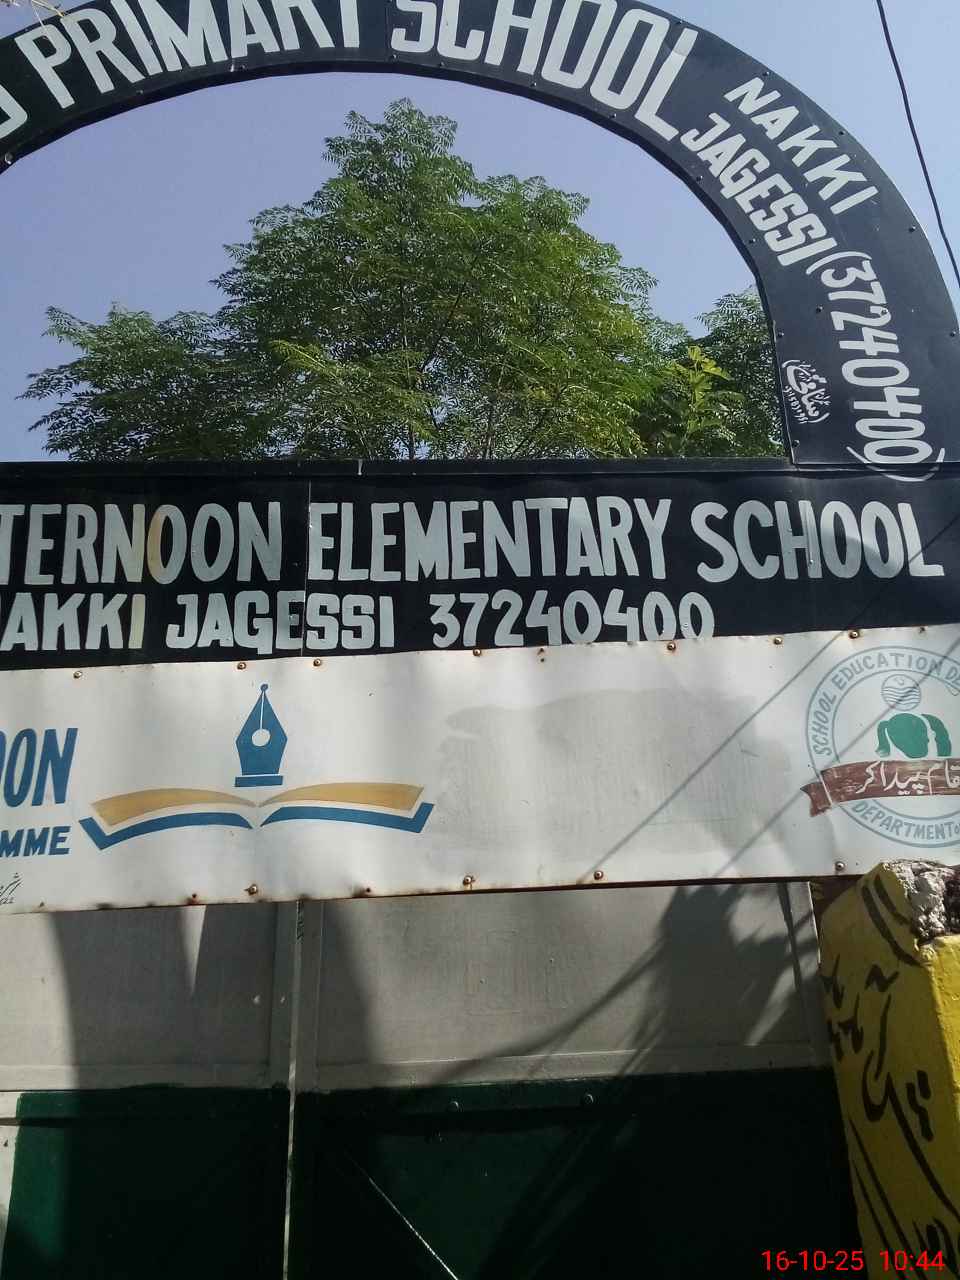 PRIMARY SCHOOL
NAKKI
JAGESSI (37240400)
TERNOON ELEMENTARY SCHOOL
AKKI JAGESSI 37240400
OON
MME
SCHOOL EDUCATION DE
DEPARTMENT
16-10-25 10:44